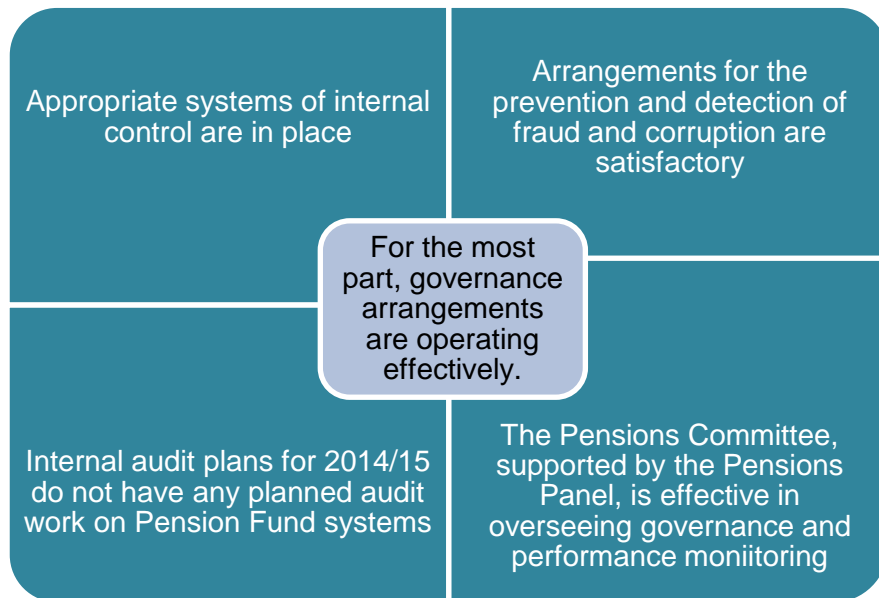 Appropriate systems of internal
control are in place
Arrangements for the
prevention and detection of
fraud and corruption are
satisfactory
For the most
part, governance
arrangements
are operating
effectively.
Internal audit plans for 2014/15
do not have any planned audit
work on Pension Fund systems
The Pensions Committee,
supported by the Pensions
Panel, is effective in
overseeing governance and
performance moniitoring